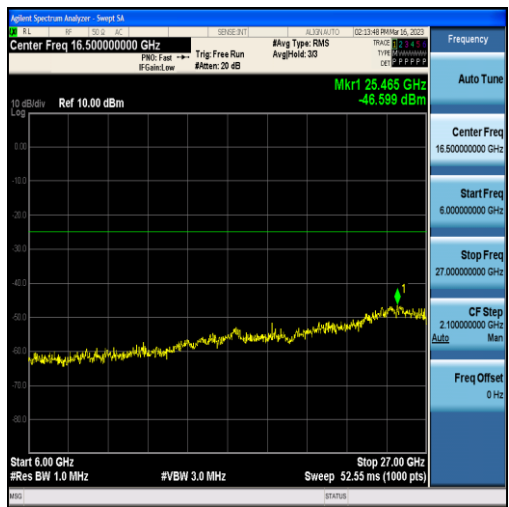 Agilent Spectrum Analyzer - Swept SA
RL RF 50 Ω AC SENSE:INT ALIGN AUTO 02:13:48 PM Mar 16, 2023
Center Freq 16.500000000 GHz
PNO: Fast
IFGain:Low
Trig: Free Run
#Atten: 20 dB
#Avg Type: RMS
Avg|Hold: 3/3
TRACE 1 2 3 4 5 6
TYPE M
DET P P P P P P
Mkr1 25.465 GHz
-46.599 dBm
10 dB/div Ref 10.00 dBm
Log
0.00
-10.0
-20.0
-30.0
-40.0
-50.0
-60.0
-70.0
-80.0
1
Start 6.00 GHz
Stop 27.00 GHz
#Res BW 1.0 MHz
#VBW 3.0 MHz
Sweep 52.55 ms (1000 pts)
MSG
STATUS
Frequency
Auto Tune
Center Freq
16.500000000 GHz
Start Freq
6.000000000 GHz
Stop Freq
27.000000000 GHz
CF Step
2.100000000 GHz
Auto Man
Freq Offset
0 Hz